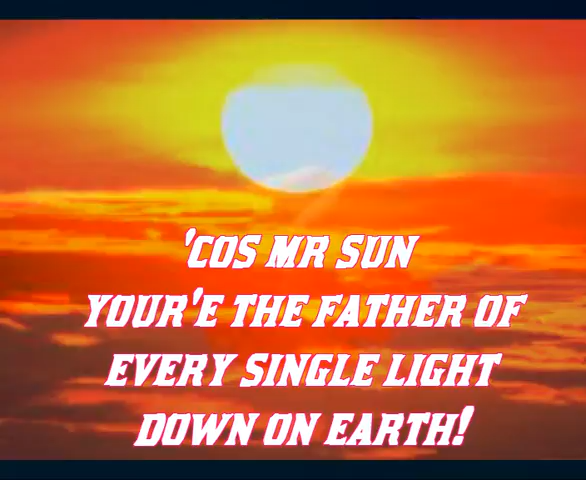 'COS MR SUN
YOUR'E THE FATHER OF
EVERY SINGLE LIGHT
DOWN ON EARTH!